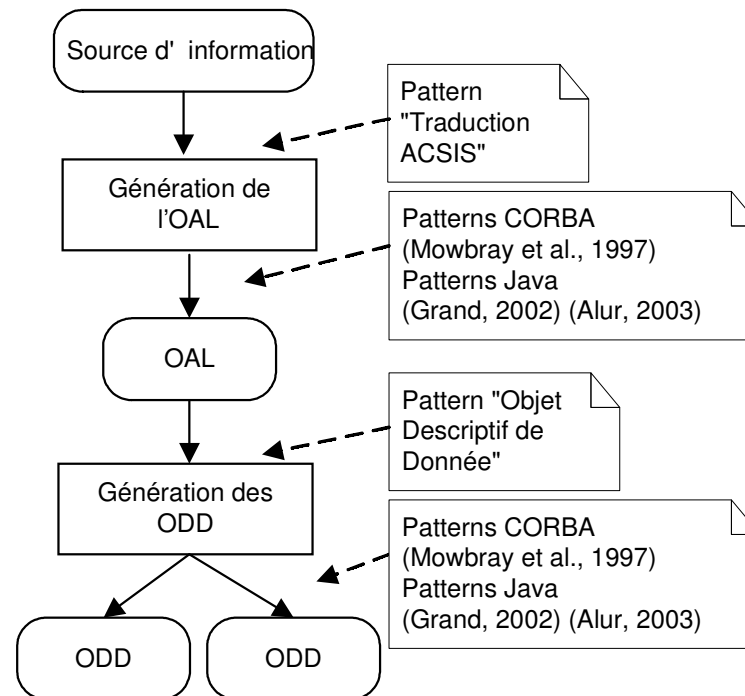 Source d' information
Pattern
"Traduction
ACSIS"
Génération de
l'OAL
Patterns CORBA
(Mowbray et al., 1997)
Patterns Java
(Grand, 2002) (Alur, 2003)
OAL
Pattern "Objet
Descriptif de
Donnée"
Génération des
ODD
Patterns CORBA
(Mowbray et al., 1997)
Patterns Java
(Grand, 2002) (Alur, 2003)
ODD
ODD